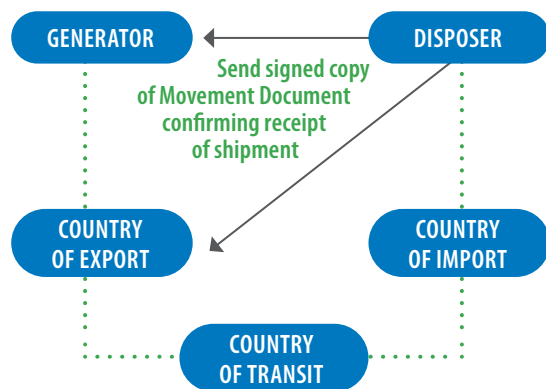 GENERATOR
DISPOSER
Send signed copy
of Movement Document
confirming receipt
of shipment
COUNTRY
OF EXPORT
COUNTRY
OF IMPORT
COUNTRY
OF TRANSIT